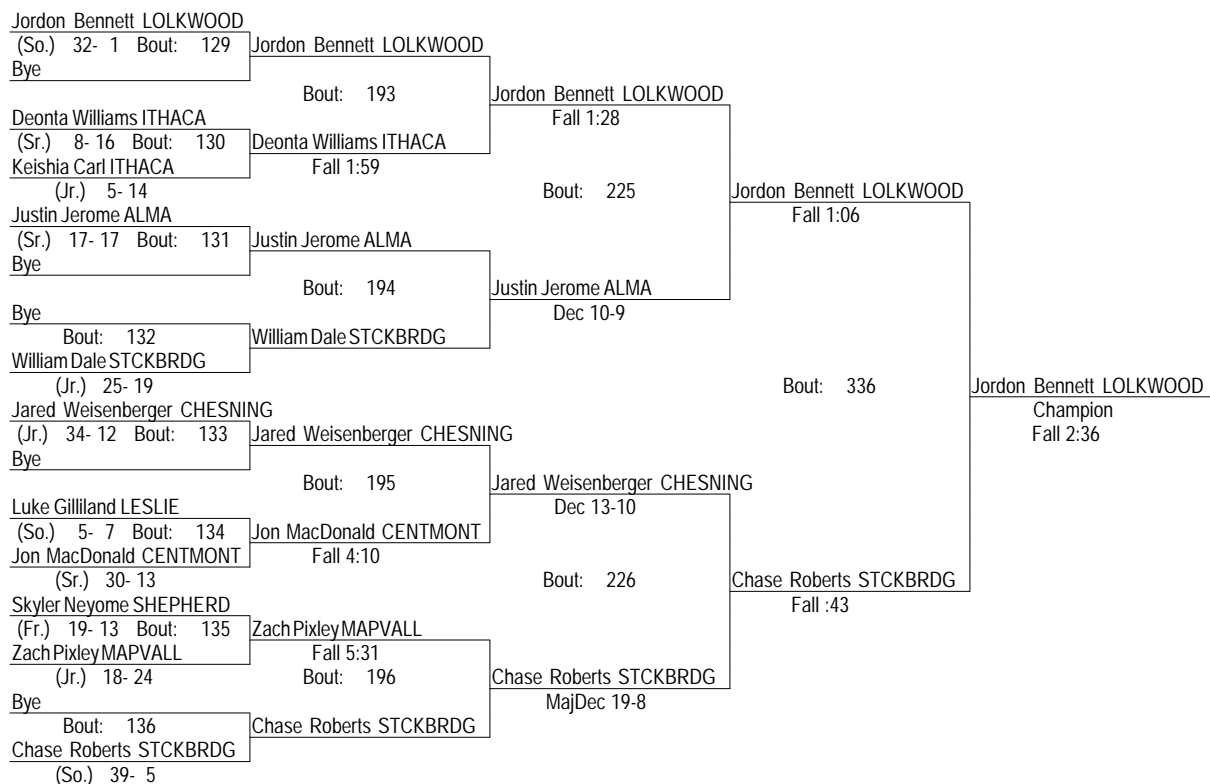 Jordon Bennett LOLKWOOD
(So.) 32- 1 Bout: 129 Jordon Bennett LOLKWOOD
Bye
Bout: 193 Jordon Bennett LOLKWOOD
Deonta Williams ITHACA Fall 1:28
(Sr.) 8- 16 Bout: 130 Deonta Williams ITHACA
Keishia Carl ITHACA Fall 1:59
(Jr.) 5- 14 Bout: 225 Jordon Bennett LOLKWOOD
Justin Jerome ALMA Fall 1:06
(Sr.) 17- 17 Bout: 131 Justin Jerome ALMA
Bye
Bout: 194 Justin Jerome ALMA
Bye Dec 10-9
Bout: 132 William Dale STCKBRDG
William Dale STCKBRDG
(Jr.) 25- 19 Bout: 336 Jordon Bennett LOLKWOOD
Jared Weisenberger CHESNING Champion
(Jr.) 34- 12 Bout: 133 Jared Weisenberger CHESNING Fall 2:36
Bye
Bout: 195 Jared Weisenberger CHESNING
Luke Gilliland LESLIE Dec 13-10
(So.) 5- 7 Bout: 134 Jon MacDonald CENTMONT
Jon MacDonald CENTMONT Fall 4:10
(Sr.) 30- 13 Bout: 226 Chase Roberts STCKBRDG
Skyler Neyome SHEPHERD Fall :43
(Fr.) 19- 13 Bout: 135 Zach Pixley MAPVALL
Zach Pixley MAPVALL Fall 5:31
(Jr.) 18- 24 Bout: 196 Chase Roberts STCKBRDG
Bye MajDec 19-8
Bout: 136 Chase Roberts STCKBRDG
Chase Roberts STCKBRDG
(So.) 39- 5